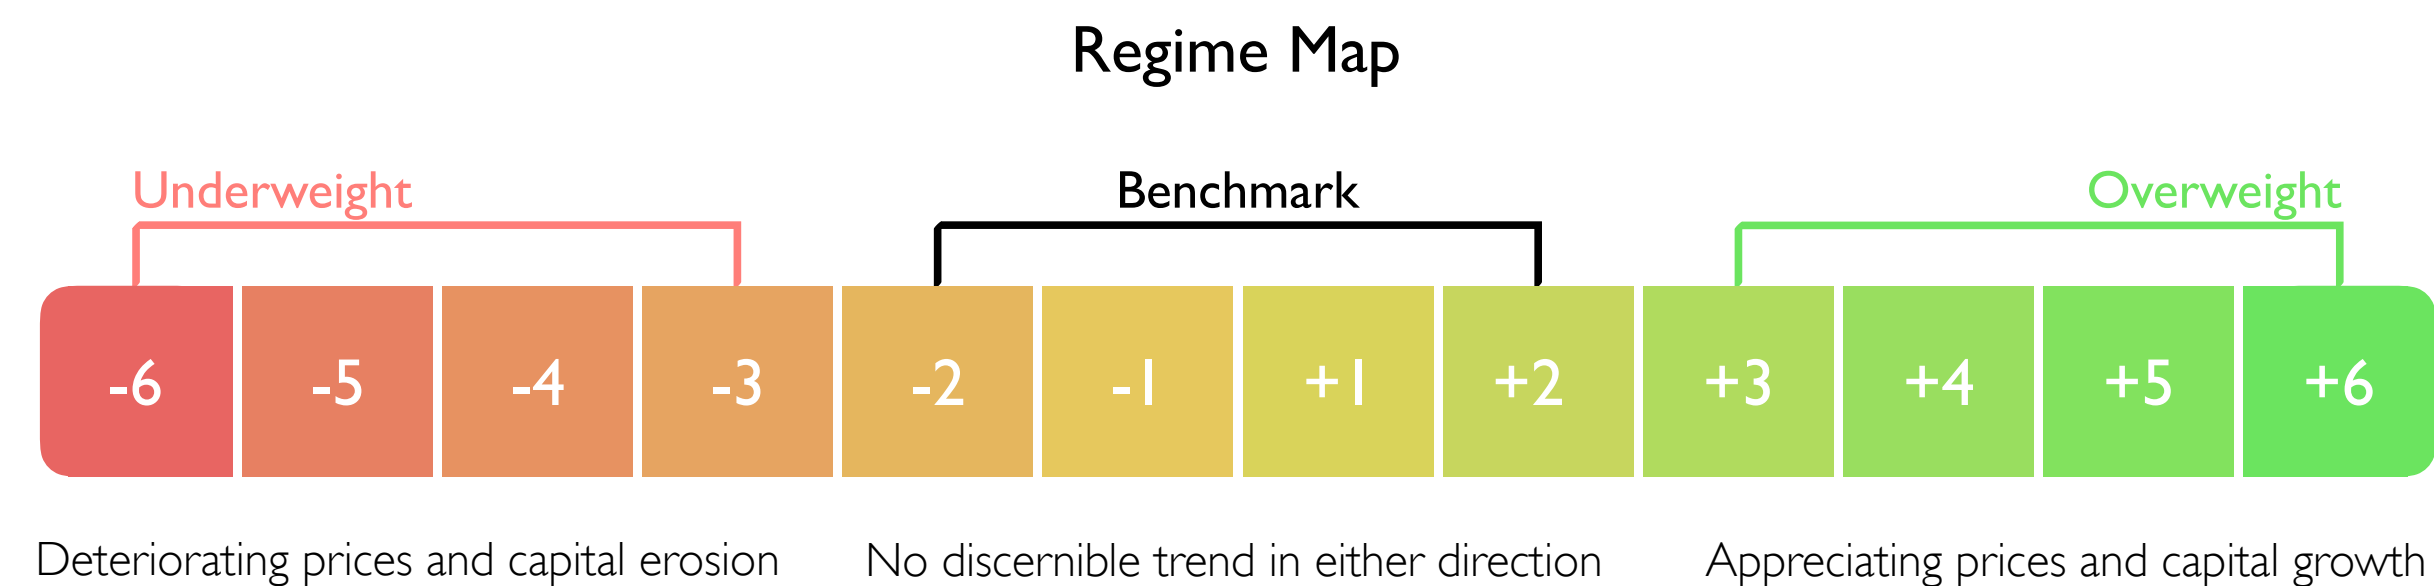 Regime Map
Underweight Benchmark Overweight
-6 -5 -4 -3 -2 -1 +1 +2 +3 +4 +5 +6
Deteriorating prices and capital erosion No discernible trend in either direction Appreciating prices and capital growth